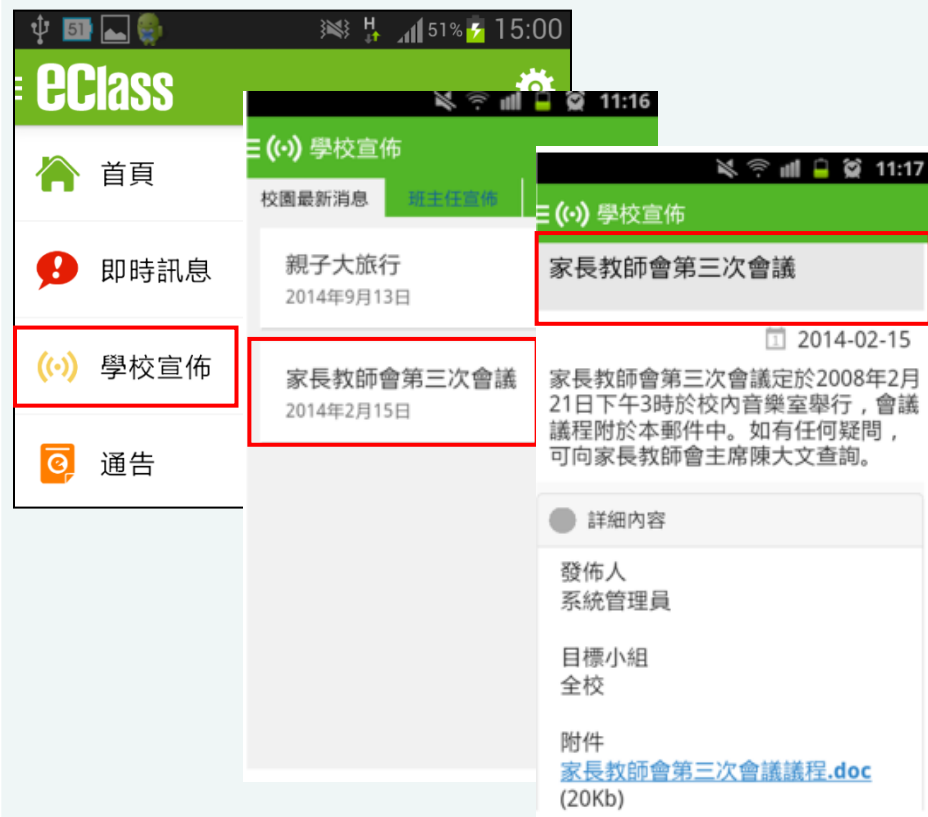 51 51% 15:00
eClass
首頁
即時訊息
學校宣佈
通告
11:16
學校宣佈
校園最新消息 班主任宣佈
親子大旅行
2014年9月13日
家長教師會第三次會議
2014年2月15日
11:17
學校宣佈
家長教師會第三次會議
1 2014-02-15
家長教師會第三次會議定於2008年2月
21日下午3時於校內音樂室舉行，會議
議程附於本郵件中。如有任何疑問，
可向家長教師會主席陳大文查詢。
詳細內容
發佈人
系統管理員
目標小組
全校
附件
家長教師會第三次會議議程.doc
(20Kb)